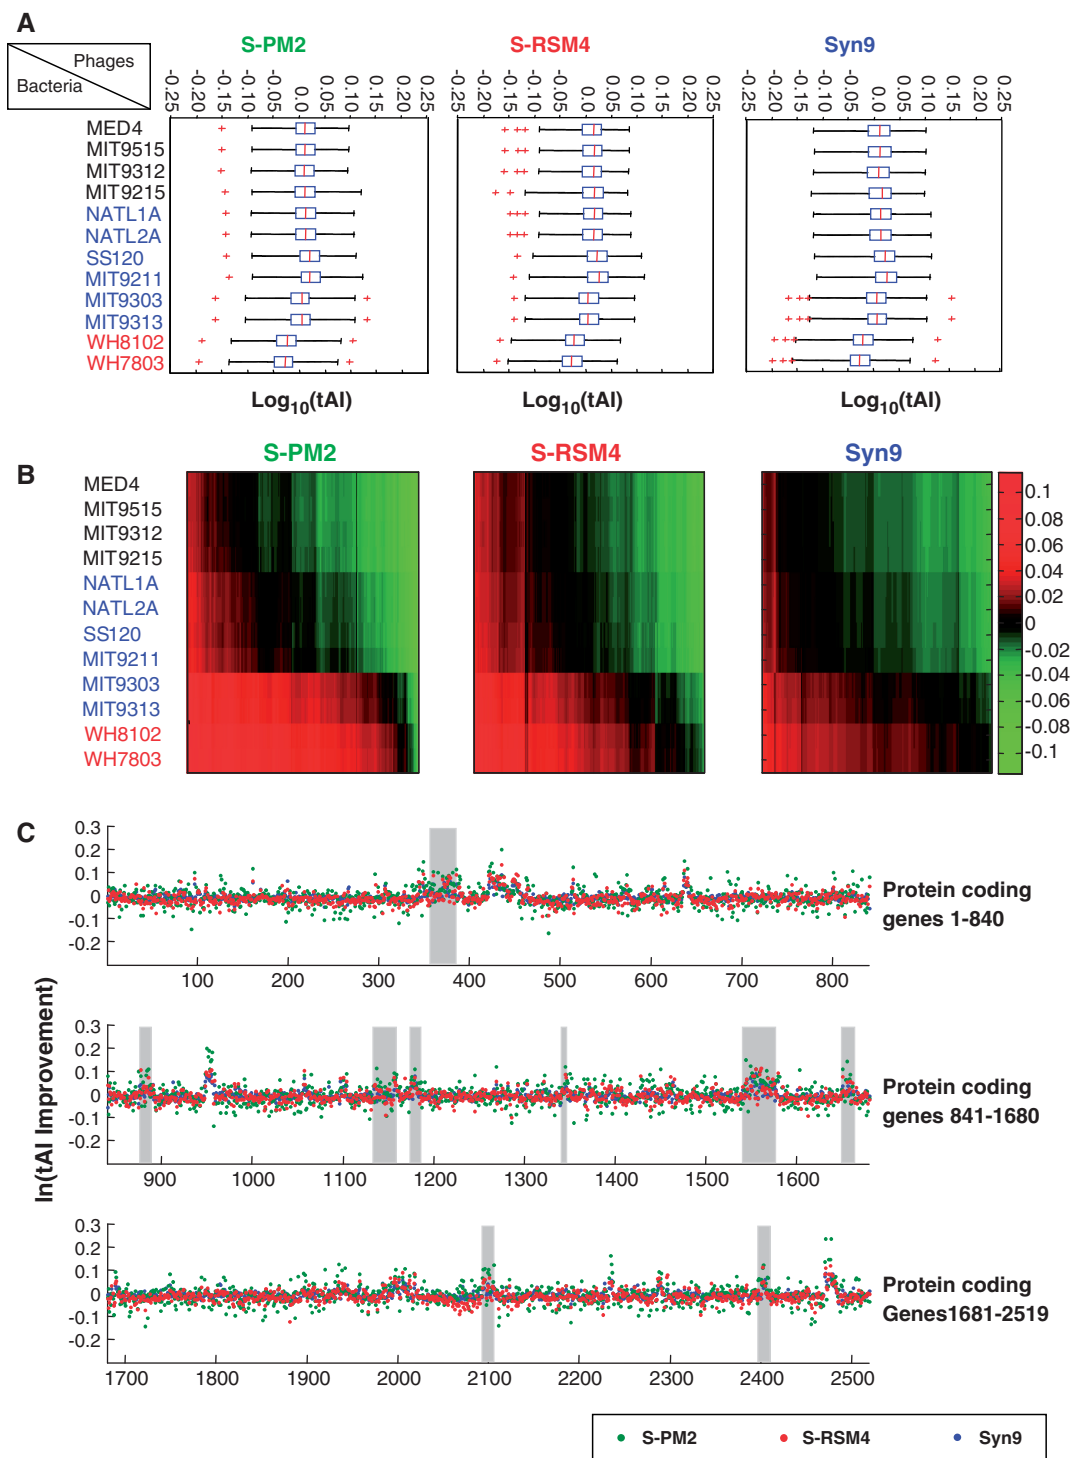 A
Phages
Bacteria
S-PM2
S-RSM4
Syn9
-0.25 -0.20 -0.15 -0.10 -0.05 0.0 0.05 0.10 0.15 0.20 0.25
-0.25 -0.20 -0.15 -0.10 -0.05 0.0 0.05 0.10 0.15 0.20 0.25
-0.25 -0.20 -0.15 -0.10 -0.05 0.0 0.05 0.10 0.15 0.20 0.25
MED4
MIT9515
MIT9312
MIT9215
NATL1A
NATL2A
SS120
MIT9211
MIT9303
MIT9313
WH8102
WH7803
Log10(tAI)
Log10(tAI)
Log10(tAI)
B
S-PM2
S-RSM4
Syn9
MED4
MIT9515
MIT9312
MIT9215
NATL1A
NATL2A
SS120
MIT9211
MIT9303
MIT9313
WH8102
WH7803
0.1
0.08
0.06
0.04
0.02
0
-0.02
-0.04
-0.06
-0.08
-0.1
C
ln(tAI Improvement)
0.3
0.2
0.1
0
-0.1
-0.2
100 200 300 400 500 600 700 800
Protein coding
genes 1-840
0.3
0.2
0.1
0
-0.1
-0.2
900 1000 1100 1200 1300 1400 1500 1600
Protein coding
genes 841-1680
0.3
0.2
0.1
0
-0.1
-0.2
1700 1800 1900 2000 2100 2200 2300 2400 2500
Protein coding
Genes1681-2519
S-PM2
S-RSM4
Syn9